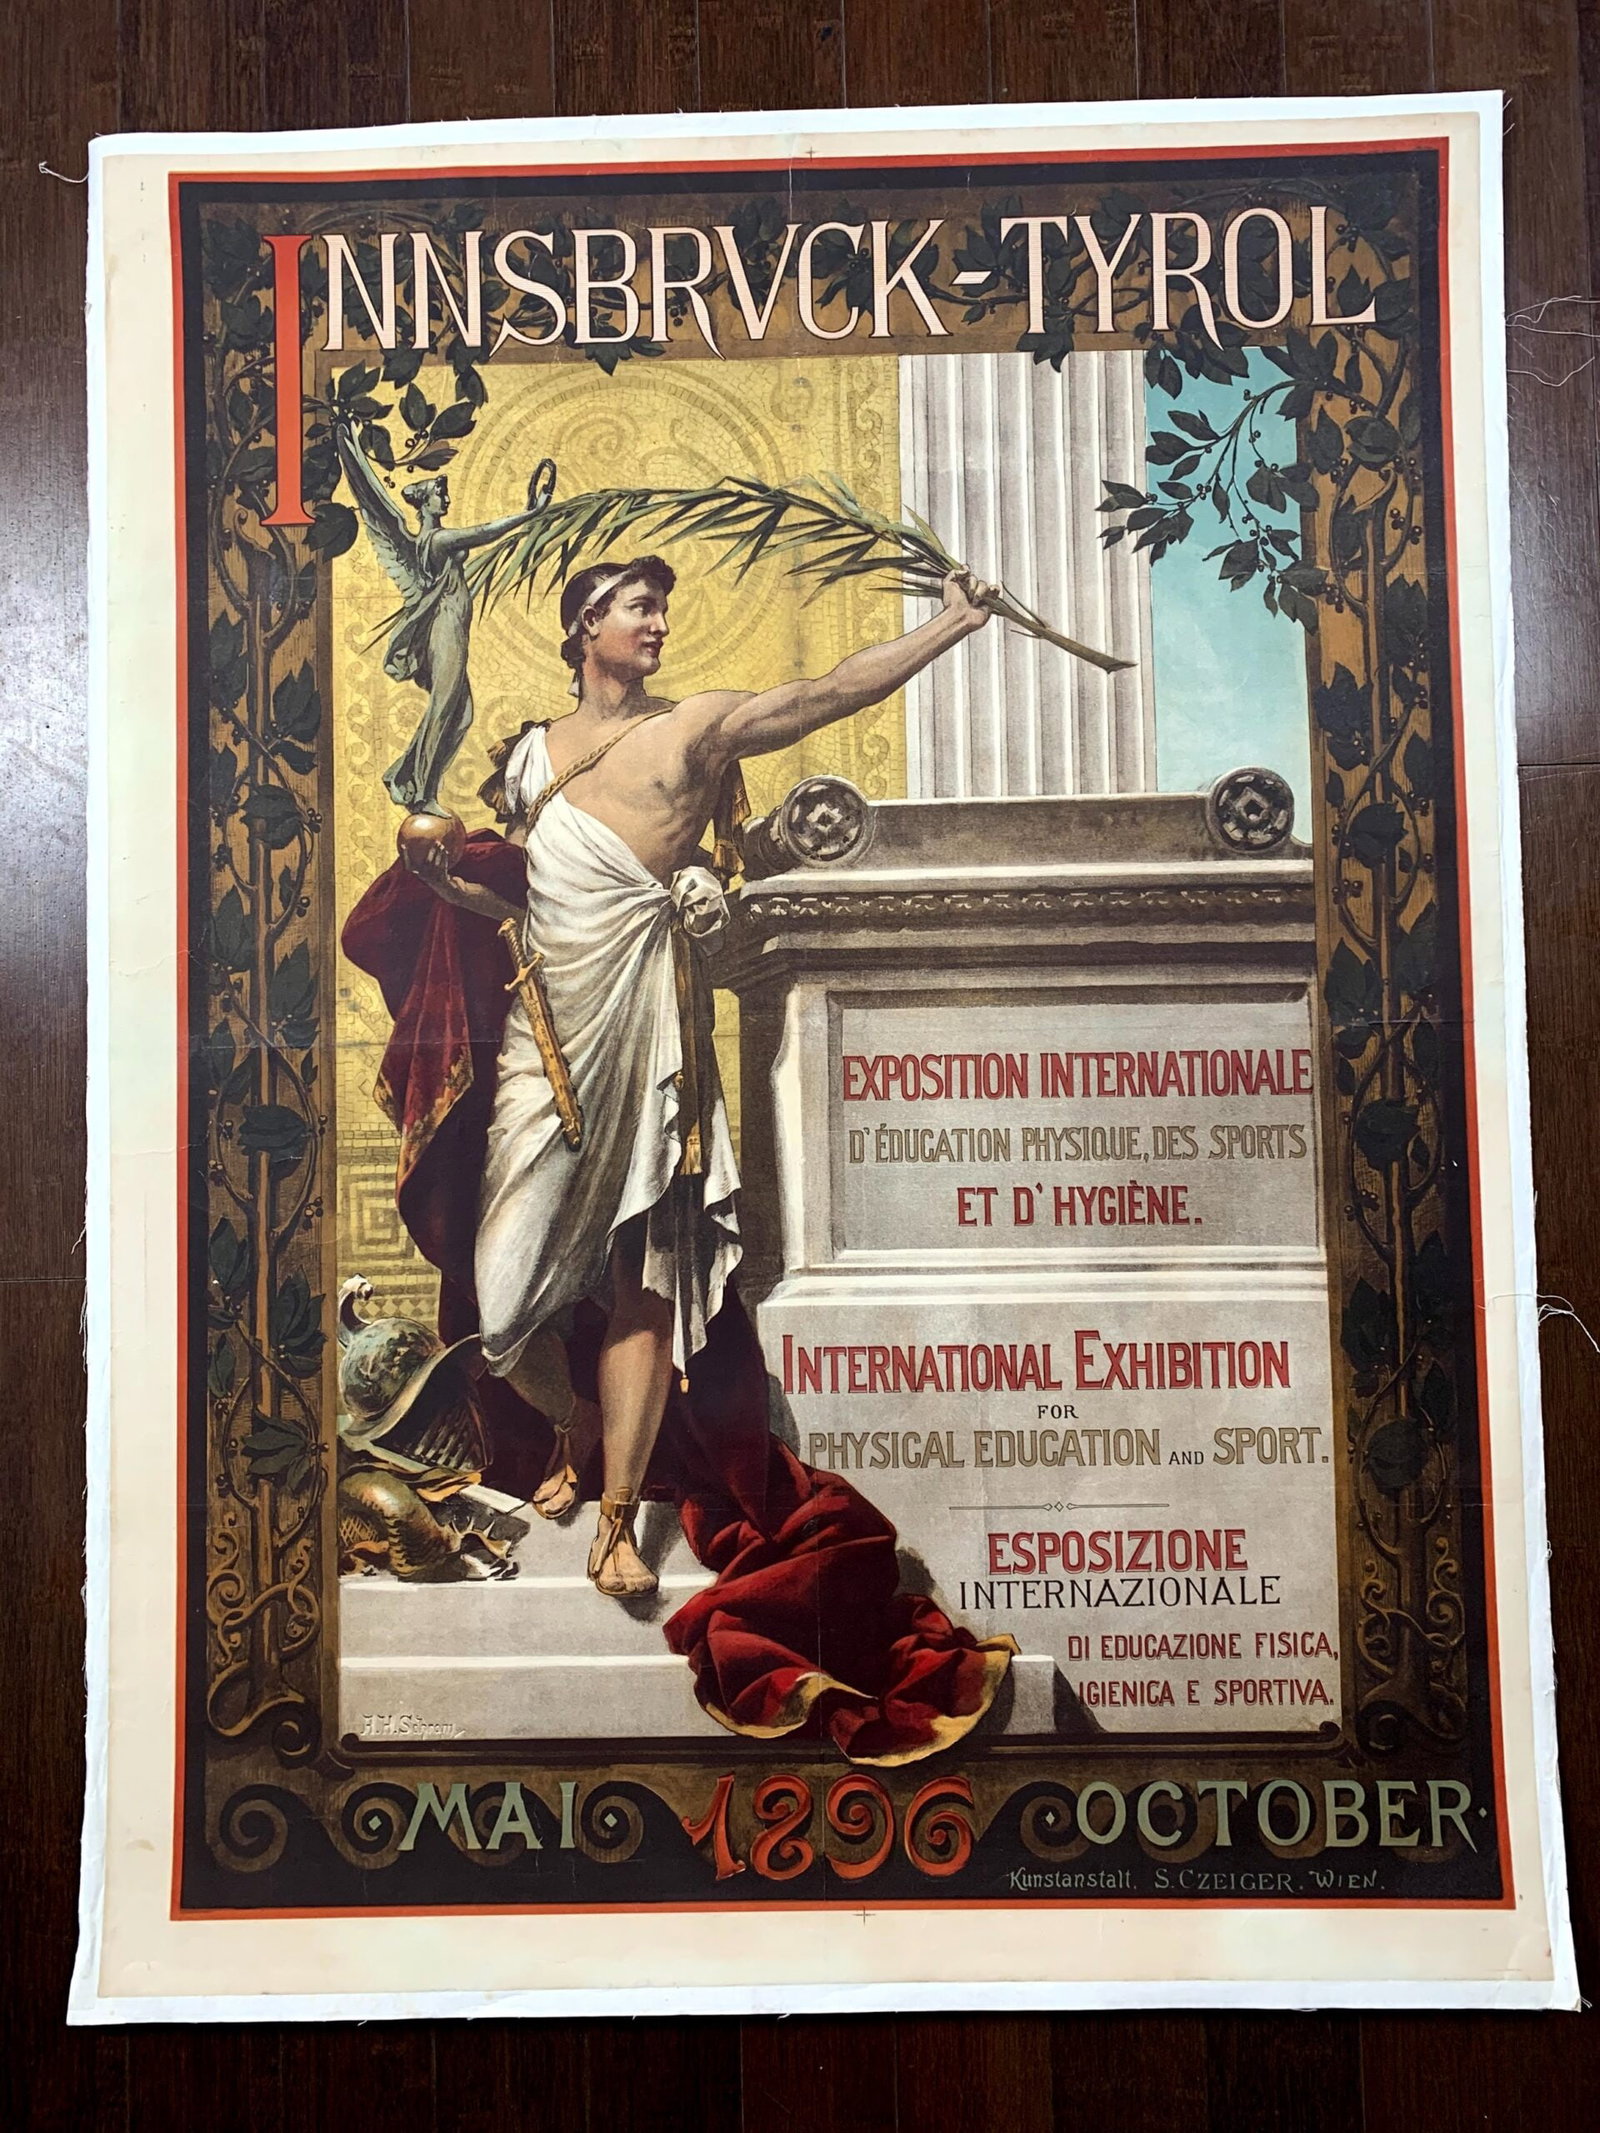 INNSBRVCK-TYROL
EXPOSITION INTERNATIONALE
D'ÉDUCATION PHYSIQUE, DES SPORTS
ET D'HYGIÈNE.
INTERNATIONAL EXHIBITION
FOR
PHYSICAL EDUCATION AND SPORT.
ESPOSIZIONE
INTERNAZIONALE
DI EDUCAZIONE FISICA,
IGIENICA E SPORTIVA.
A.H. Schram
·MAI· 1896 ·OCTOBER·
Kunstanstalt. S. CZEIGER. WIEN.